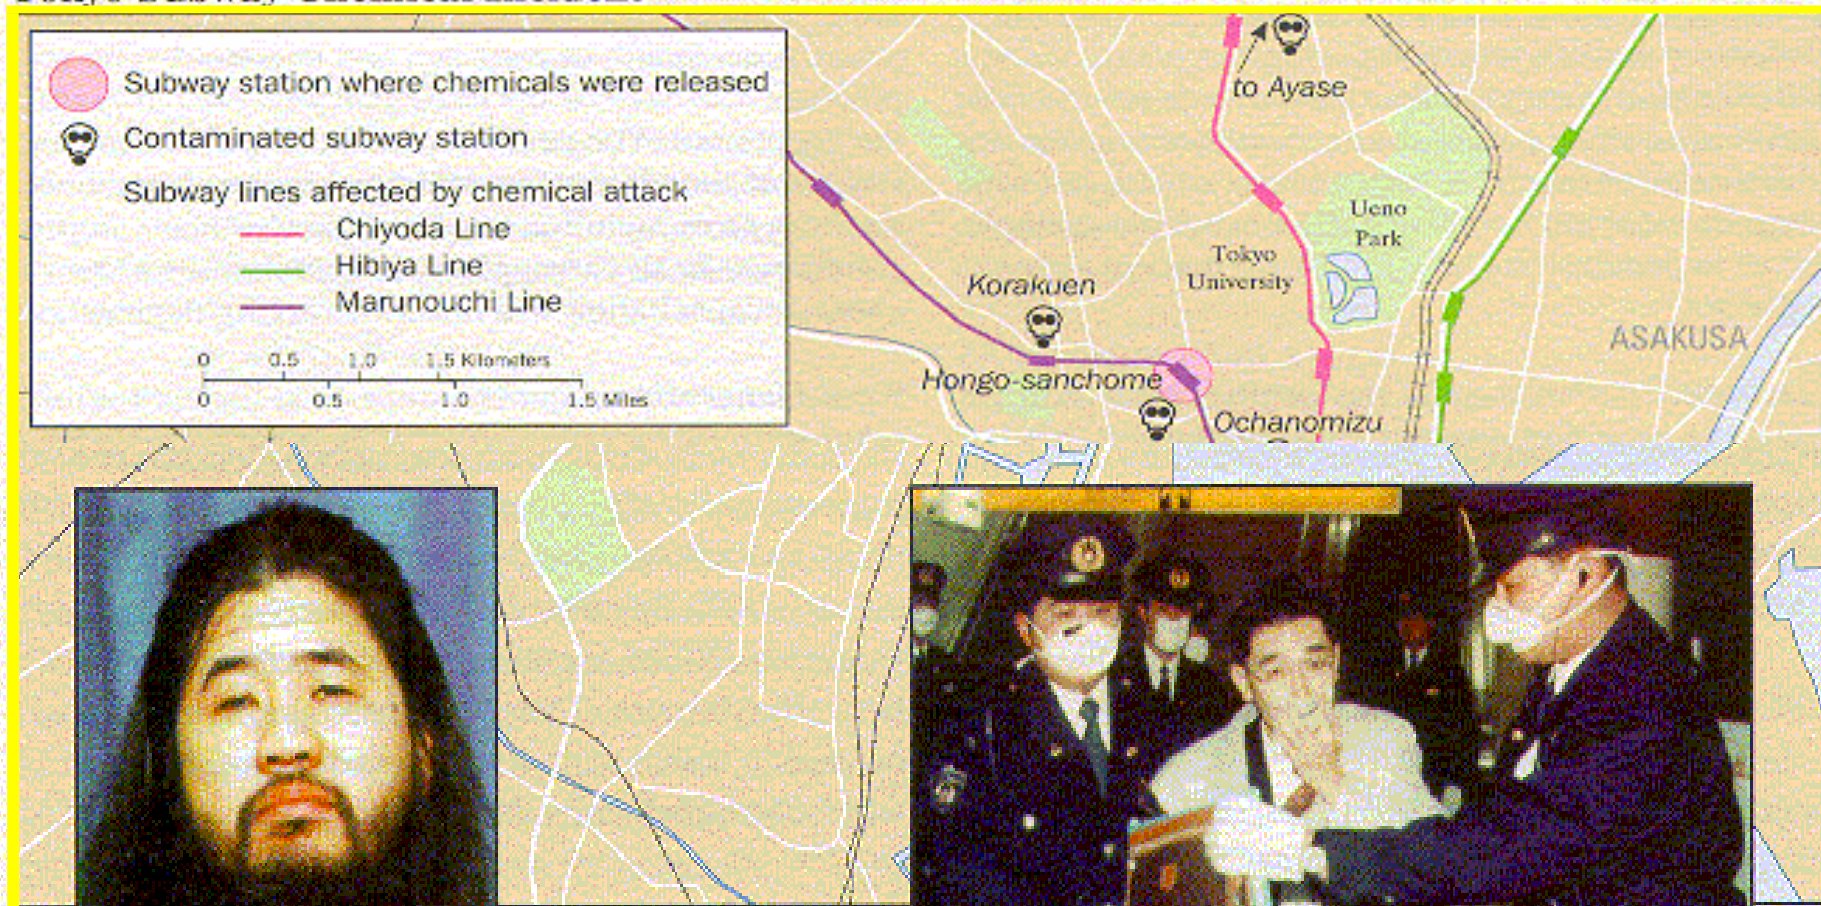 Subway station where chemicals were released
Contaminated subway station
Subway lines affected by chemical attack
Chiyoda Line
Hibiya Line
Marunouchi Line
0 0.5 1.0 1.5 Kilometers
0 0.5 1.0 1.5 Miles
to Ayase
Ueno
Park
Tokyo
University
Korakuen
ASAKUSA
Hongo-sanchome
Ochanomizu